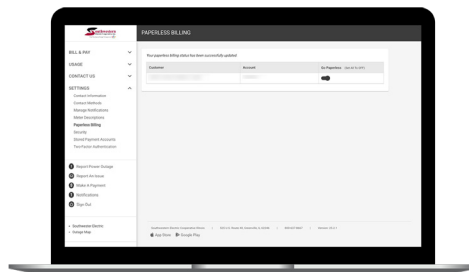 Southwestern
PAPERLESS BILLING
BILL & PAY
USAGE
CONTACT US
SETTINGS
Contact Information
Contact Methods
Manage Notifications
Meter Descriptions
Paperless Billing
Security
Stored Payment Accounts
Two-Factor Authentication
Report Power Outage
Report An Issue
Make A Payment
Notifications
Sign Out
Southwestern Electric
Outage Map
Your paperless billing status has been successfully updated
Customer Account Go Paperless
App Store Google Play